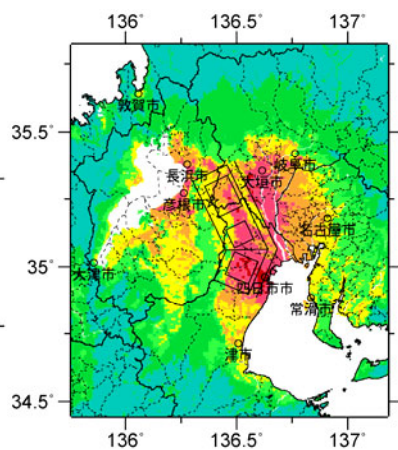 136° 136.5° 137°
敦賀市
35.5°
岐阜市
長浜市
大垣市
彦根市
名古屋市
35°
大津市
四日市市
常滑市
津市
34.5°
136° 136.5° 137°